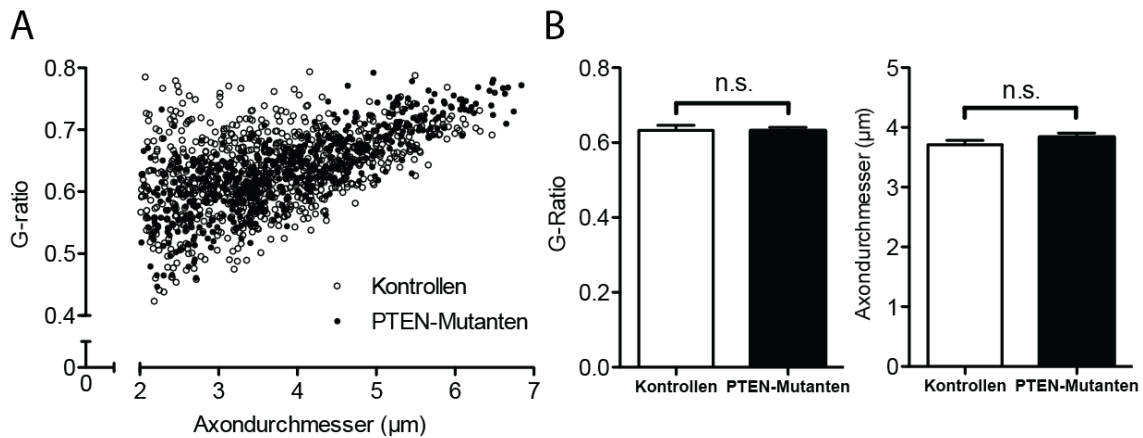 A
G-ratio
0.8
0.7
0.6
0.5
0.4
0
0
2
3
4
5
6
7
Axondurchmesser (µm)
Kontrollen
PTEN-Mutanten
B
G-Ratio
0.8
0.6
0.4
0.2
0.0
n.s.
Kontrollen
PTEN-Mutanten
Axondurchmesser (µm)
5
4
3
2
1
0
n.s.
Kontrollen
PTEN-Mutanten